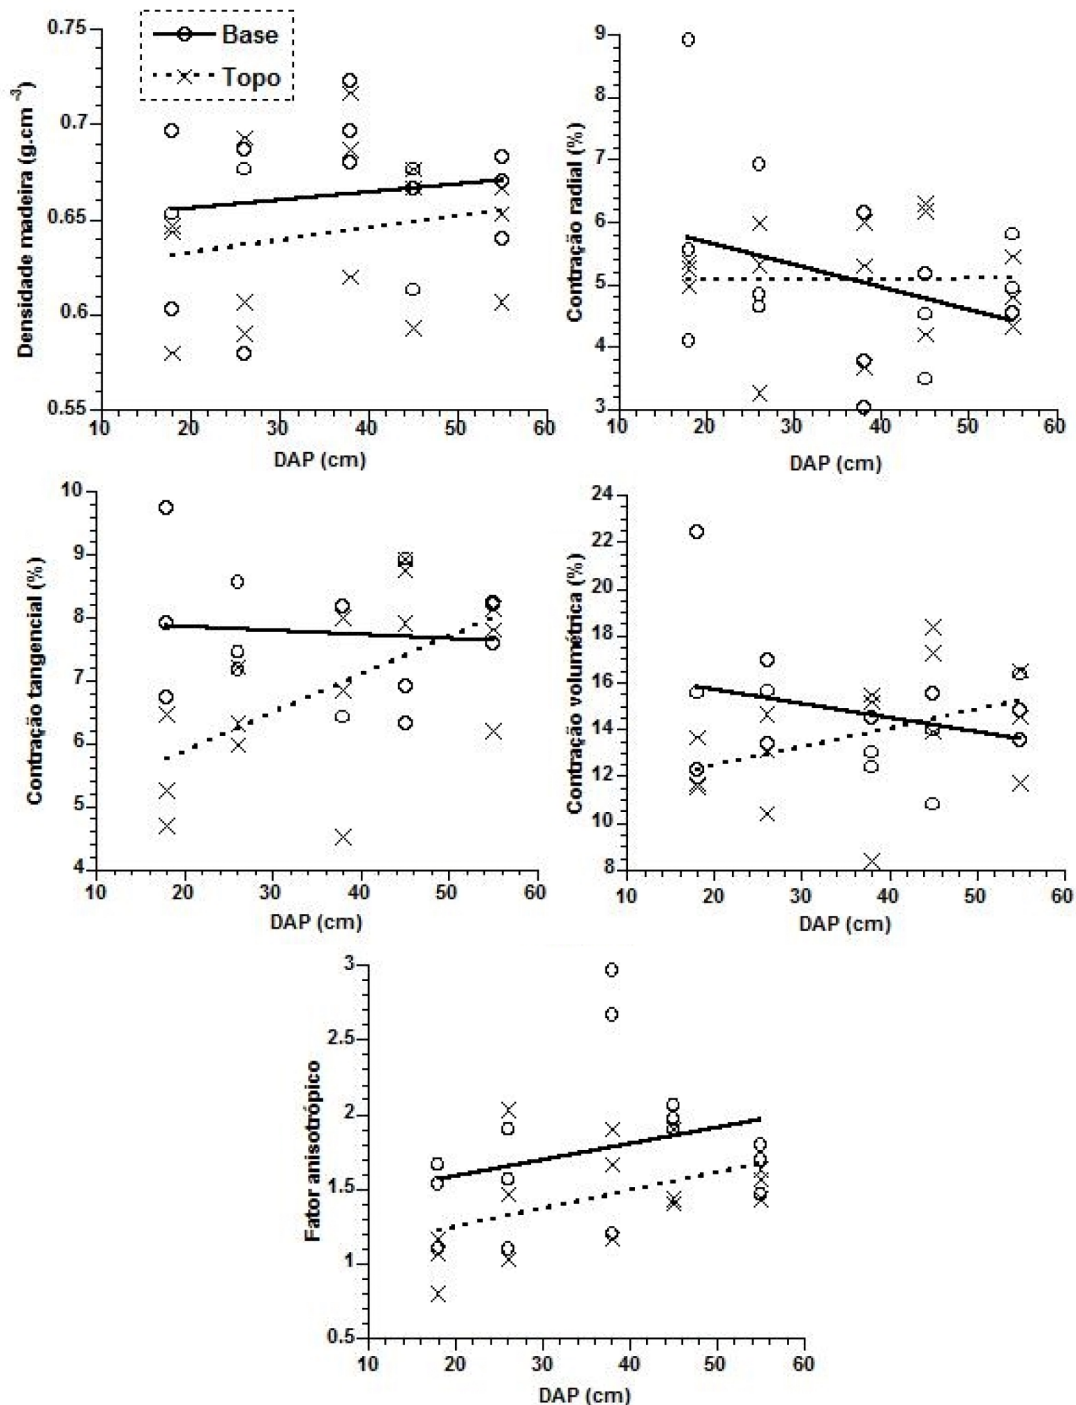 Base
Topo
Densidade madeira (g.cm⁻³)
0.75
0.7
0.65
0.6
0.55
10 20 30 40 50 60
DAP (cm)
Contração radial (%)
9
8
7
6
5
4
3
10 20 30 40 50 60
DAP (cm)
Contração tangencial (%)
10
9
8
7
6
5
4
10 20 30 40 50 60
DAP (cm)
Contração volumétrica (%)
24
22
20
18
16
14
12
10
8
10 20 30 40 50 60
DAP (cm)
Fator anisotrópico
3
2.5
2
1.5
1
0.5
10 20 30 40 50 60
DAP (cm)